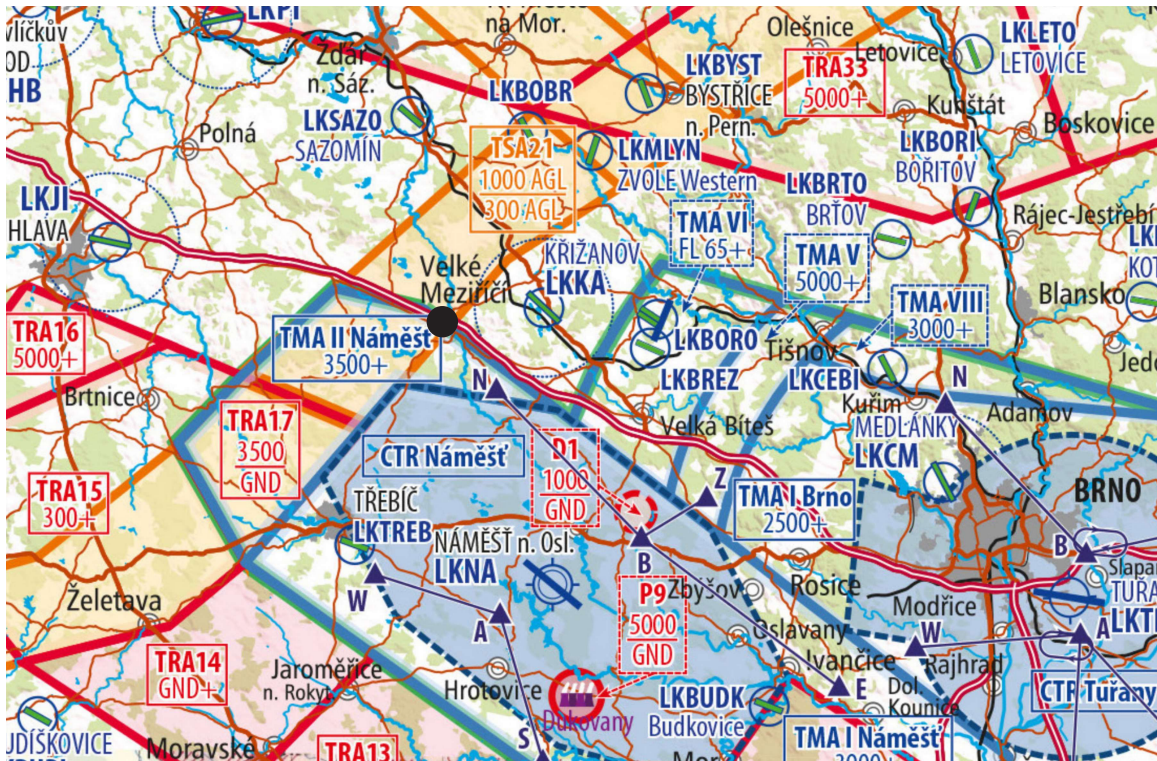 LKPI
na Mor.
Olešnice
vlíčkův
OD
HB
Žďár
n. Sáz.
LKBYST
BYSTŘICE
n. Pern.
TRA33
5000+
Letovice
LKLETO
LETOVICE
LKBOBR
Kunštát
Boskovice
Polná
LKSAZO
SAZOMÍN
TSA21
1000 AGL
300 AGL
LKMLYN
ZVOLE Western
LKBORI
BOŘITOV
LKBRTO
BRŤOV
LKJI
HLAVA
TMA VI
FL 65+
Rájec-Jestřebí
KOT
TMA V
5000+
KŘIŽANOV
LKKA
Velké
Meziříčí
TMA VIII
3000+
Blansko
TRA16
5000+
TMA II Náměšť
3500+
LKBORO
LKBREZ
Tišnov
LKCEBI
Jedo
N
N
Brtnice
Kuřim
Adamov
TRA17
3500
GND
Velká Bíteš
MEDLÁNKY
LKCM
CTR Náměšť
D1
1000
GND
TRA15
300+
Z
TMA I Brno
2500+
BRNO
TŘEBÍČ
LKTREB
NÁMĚŠŤ n. Osl.
LKNA
B
B
Šlapan
W
Zbýšov
Rosice
P9
5000
GND
Želetava
A
Modřice
TUŘA
LKT
W
A
Oslavany
TRA14
GND+
Jaroměřice
n. Rokyt.
Hrotovice
Ivančice
Rajhrad
E
Dol.
Kounice
CTR Tuřany
Dukovany
LKBUDK
Budkovice
UDÍŠKOVICE
Moravské
TRA13
S
TMA I Náměšť